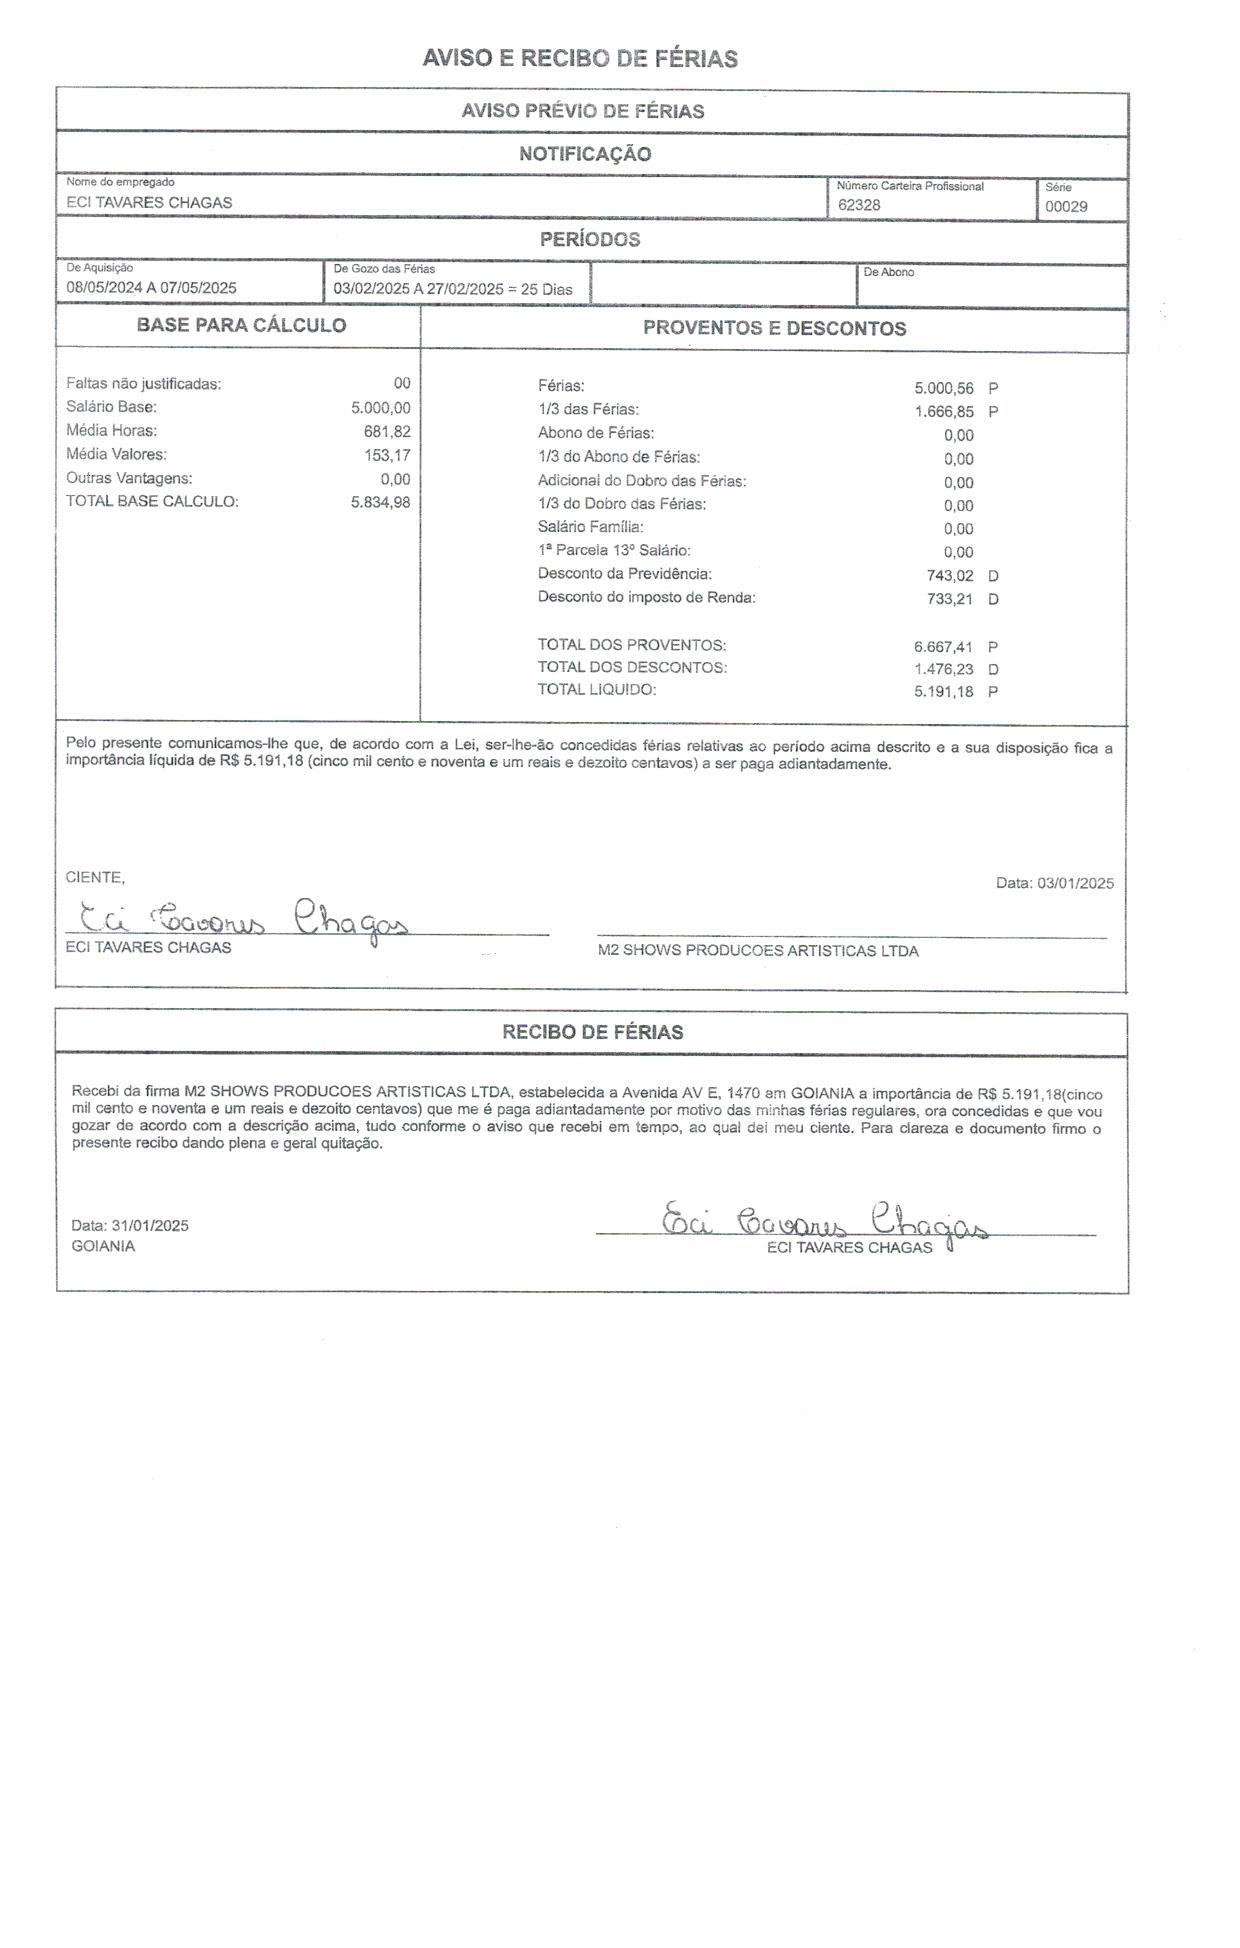 AVISO E RECIBO DE FÉRIAS
AVISO PRÉVIO DE FÉRIAS
NOTIFICAÇÃO
Nome do empregado
ECI TAVARES CHAGAS
Número Carteira Profissional
62328
Série
00029
PERÍODOS
De Aquisição
08/05/2024 A 07/05/2025
De Gozo das Férias
03/02/2025 A 27/02/2025 = 25 Dias
De Abono
BASE PARA CÁLCULO
Faltas não justificadas: 00
Salário Base: 5.000,00
Média Horas: 681,82
Média Valores: 153,17
Outras Vantagens: 0,00
TOTAL BASE CALCULO: 5.834,98
PROVENTOS E DESCONTOS
Férias: 5.000,56 P
1/3 das Férias: 1.666,85 P
Abono de Férias: 0,00
1/3 do Abono de Férias: 0,00
Adicional do Dobro das Férias: 0,00
1/3 do Dobro das Férias: 0,00
Salário Família: 0,00
1ª Parcela 13º Salário: 0,00
Desconto da Previdência: 743,02 D
Desconto do imposto de Renda: 733,21 D
TOTAL DOS PROVENTOS: 6.667,41 P
TOTAL DOS DESCONTOS: 1.476,23 D
TOTAL LIQUIDO: 5.191,18 P
Pelo presente comunicamos-lhe que, de acordo com a Lei, ser-lhe-ão concedidas férias relativas ao período acima descrito e a sua disposição fica a
importância líquida de R$ 5.191,18 (cinco mil cento e noventa e um reais e dezoito centavos) a ser paga adiantadamente.
CIENTE,
Data: 03/01/2025
Eci Tavares Chagas
ECI TAVARES CHAGAS
M2 SHOWS PRODUCOES ARTISTICAS LTDA
RECIBO DE FÉRIAS
Recebi da firma M2 SHOWS PRODUCOES ARTISTICAS LTDA, estabelecida a Avenida AV E, 1470 em GOIANIA a importância de R$ 5.191,18(cinco
mil cento e noventa e um reais e dezoito centavos) que me é paga adiantadamente por motivo das minhas férias regulares, ora concedidas e que vou
gozar de acordo com a descrição acima, tudo conforme o aviso que recebi em tempo, ao qual dei meu ciente. Para clareza e documento firmo o
presente recibo dando plena e geral quitação.
Data: 31/01/2025
GOIANIA
Eci Tavares Chagas
ECI TAVARES CHAGAS